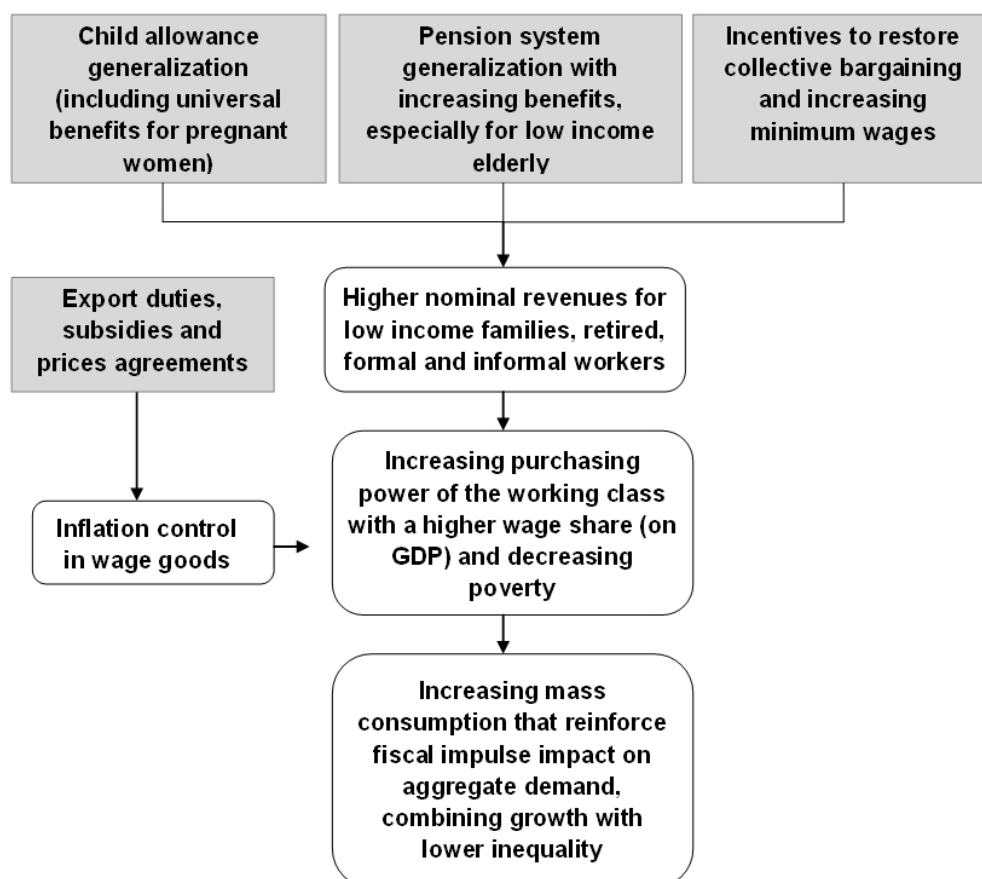 Child allowance
generalization
(including universal
benefits for pregnant
women)
Pension system
generalization with
increasing benefits,
especially for low income
elderly
Incentives to restore
collective bargaining
and increasing
minimum wages
Export duties,
subsidies and
prices agreements
Higher nominal revenues for
low income families, retired,
formal and informal workers
Inflation control
in wage goods
Increasing purchasing
power of the working class
with a higher wage share (on
GDP) and decreasing
poverty
Increasing mass
consumption that reinforce
fiscal impulse impact on
aggregate demand,
combining growth with
lower inequality